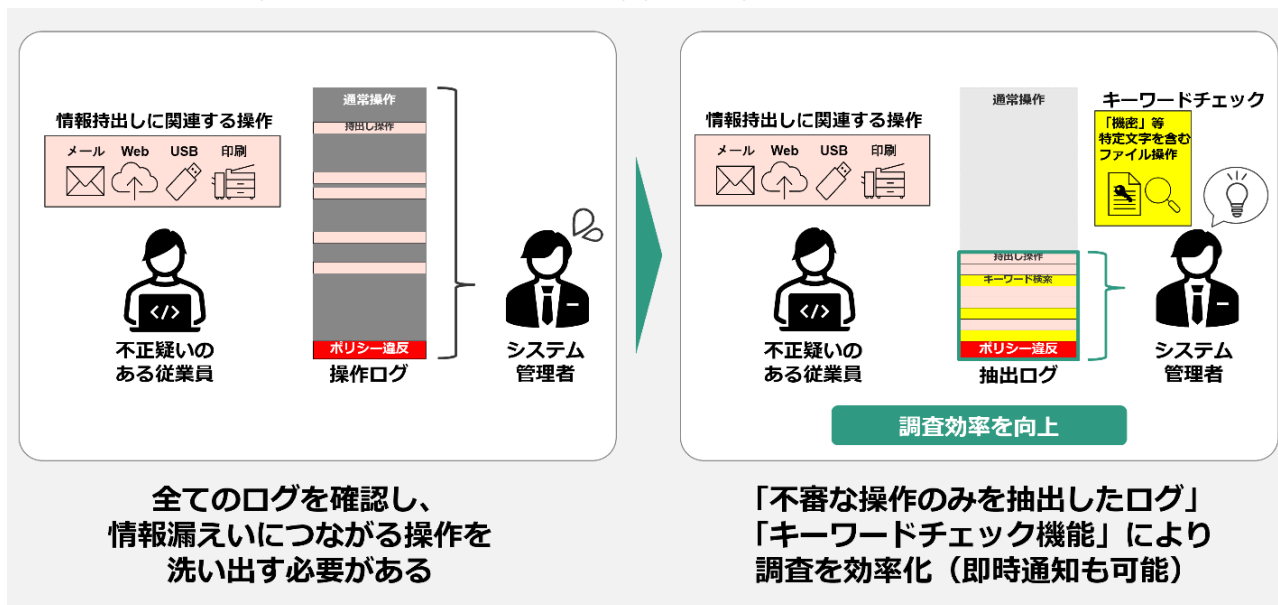 情報持出しに関連する操作
メール Web USB 印刷
</>
不正疑いの
ある従業員
通常操作
持出し操作
ポリシー違反
操作ログ
システム
管理者
全てのログを確認し、
情報漏えいにつながる操作を
洗い出す必要がある
情報持出しに関連する操作
メール Web USB 印刷
</>
不正疑いの
ある従業員
通常操作
持出し操作
キーワード検索
ポリシー違反
抽出ログ
キーワードチェック
「機密」等
特定文字を含む
ファイル操作
システム
管理者
調査効率を向上
「不審な操作のみを抽出したログ」
「キーワードチェック機能」により
調査を効率化（即時通知も可能）